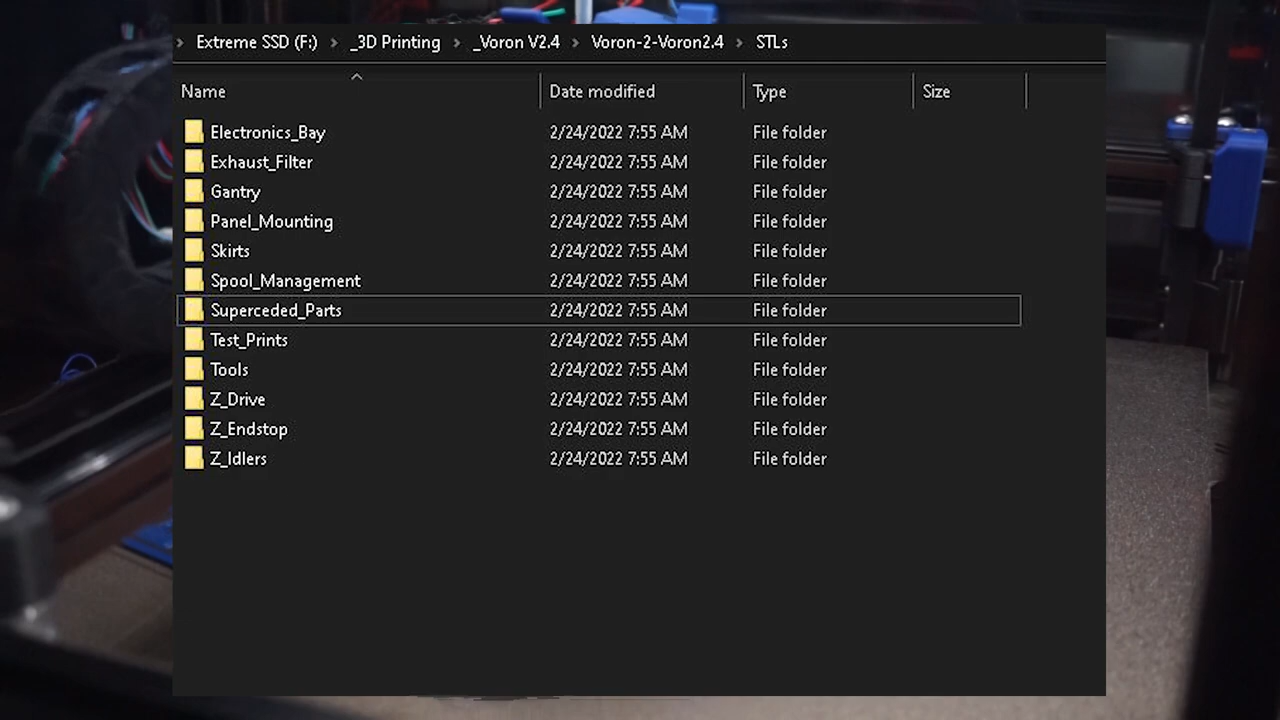 Extreme SSD (F:) > _3D Printing > _Voron V2.4 > Voron-2-Voron2.4 > STLs
Name Date modified Type Size
Electronics_Bay 2/24/2022 7:55 AM File folder
Exhaust_Filter 2/24/2022 7:55 AM File folder
Gantry 2/24/2022 7:55 AM File folder
Panel_Mounting 2/24/2022 7:55 AM File folder
Skirts 2/24/2022 7:55 AM File folder
Spool_Management 2/24/2022 7:55 AM File folder
Superceded_Parts 2/24/2022 7:55 AM File folder
Test_Prints 2/24/2022 7:55 AM File folder
Tools 2/24/2022 7:55 AM File folder
Z_Drive 2/24/2022 7:55 AM File folder
Z_Endstop 2/24/2022 7:55 AM File folder
Z_Idlers 2/24/2022 7:55 AM File folder